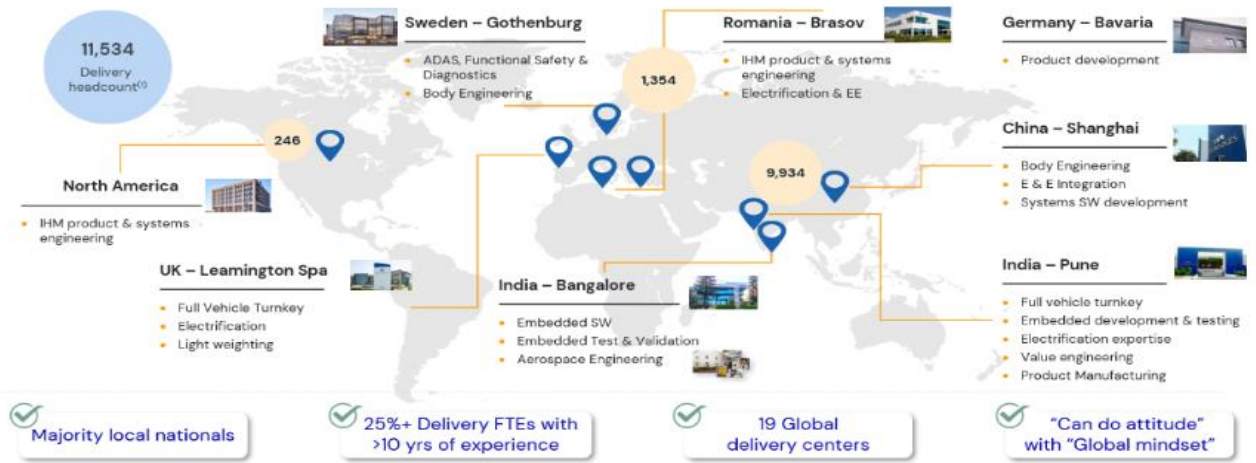 11,534
Delivery
headcount(1)
Sweden – Gothenburg
• ADAS, Functional Safety &
Diagnostics
• Body Engineering
1,354
Romania – Brasov
• IHM product & systems
engineering
• Electrification & EE
Germany – Bavaria
• Product development
246
North America
• IHM product & systems
engineering
9,934
China – Shanghai
• Body Engineering
• E & E Integration
• Systems SW development
UK – Leamington Spa
• Full Vehicle Turnkey
• Electrification
• Light weighting
India – Bangalore
• Embedded SW
• Embedded Test & Validation
• Aerospace Engineering
India – Pune
• Full vehicle turnkey
• Embedded development & testing
• Electrification expertise
• Value engineering
• Product Manufacturing
Majority local nationals
25%+ Delivery FTEs with
>10 yrs of experience
19 Global
delivery centers
“Can do attitude”
with “Global mindset”